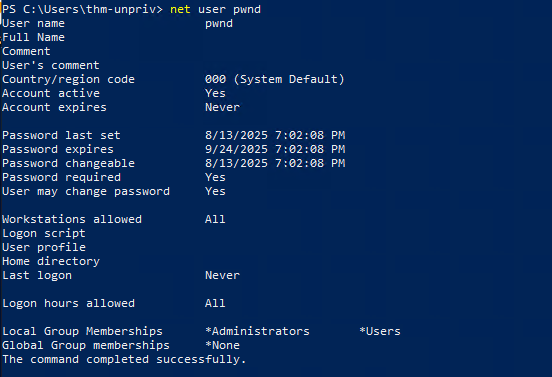 PS C:\Users\thm-unpriv> net user pwnd
User name                    pwnd
Full Name
Comment
User's comment
Country/region code          000 (System Default)
Account active               Yes
Account expires              Never

Password last set            8/13/2025 7:02:08 PM
Password expires             9/24/2025 7:02:08 PM
Password changeable          8/13/2025 7:02:08 PM
Password required            Yes
User may change password     Yes

Workstations allowed         All
Logon script
User profile
Home directory
Last logon                   Never

Logon hours allowed          All

Local Group Memberships      *Administrators       *Users
Global Group memberships     *None
The command completed successfully.